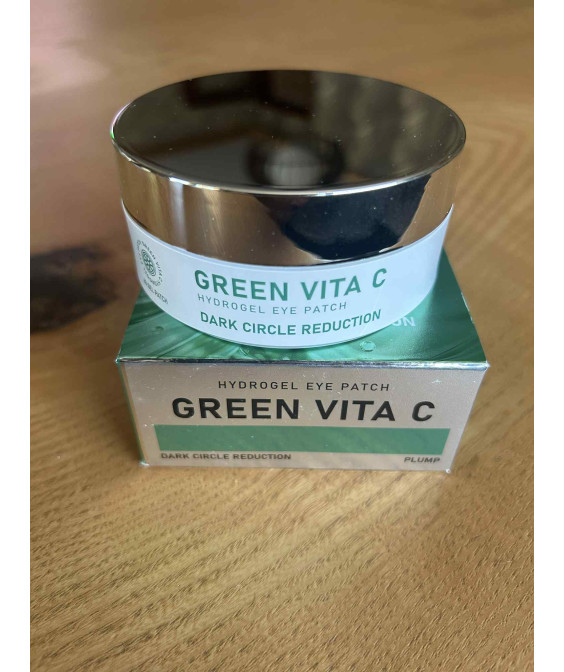 GREEN VITA C
HYDROGEL EYE PATCH
DARK CIRCLE REDUCTION
HYDROGEL EYE PATCH
GREEN VITA C
DARK CIRCLE REDUCTION
PLUMP